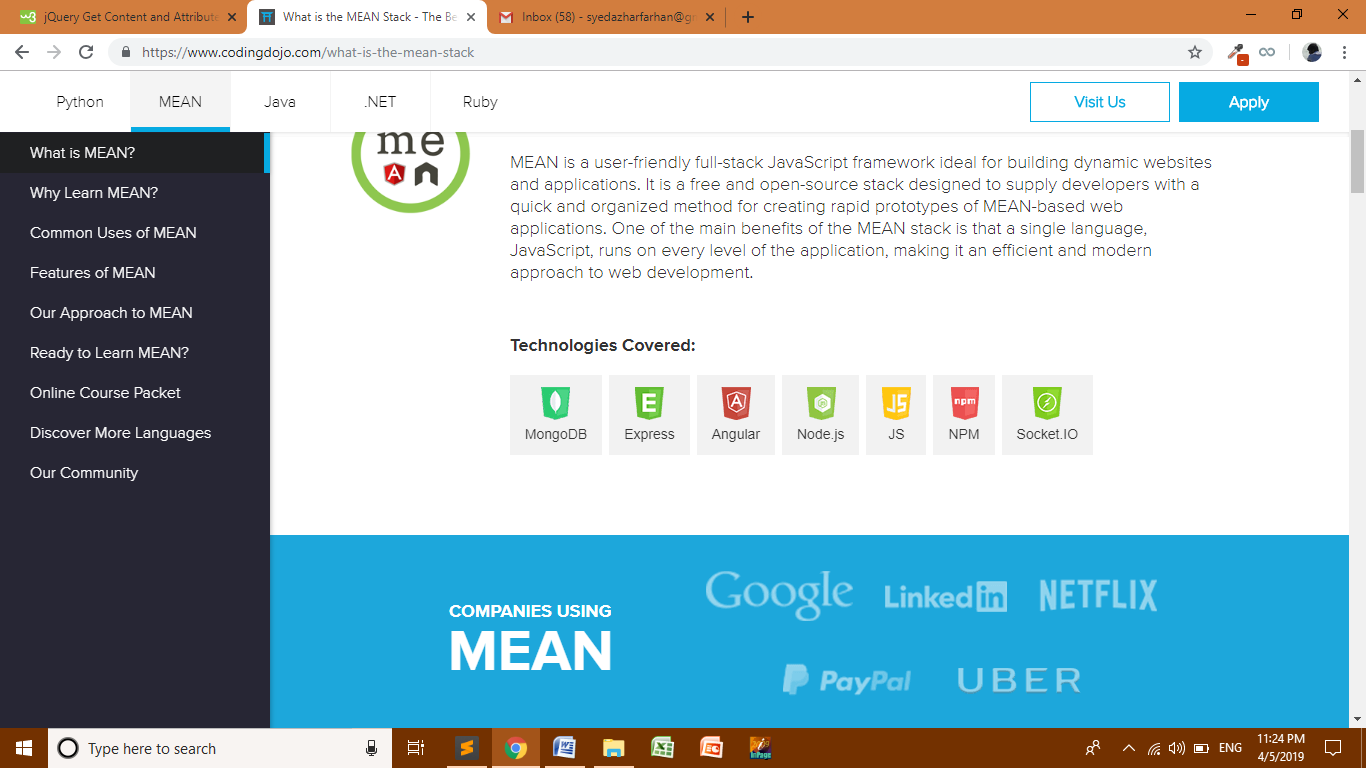 jQuery Get Content and Attribute
What is the MEAN Stack - The Be
Inbox (58) - syedazharfarhan@g
https://www.codingdojo.com/what-is-the-mean-stack
Python
MEAN
Java
.NET
Ruby
Visit Us
Apply
What is MEAN?
Why Learn MEAN?
Common Uses of MEAN
Features of MEAN
Our Approach to MEAN
Ready to Learn MEAN?
Online Course Packet
Discover More Languages
Our Community
me
MEAN is a user-friendly full-stack JavaScript framework ideal for building dynamic websites
and applications. It is a free and open-source stack designed to supply developers with a
quick and organized method for creating rapid prototypes of MEAN-based web
applications. One of the main benefits of the MEAN stack is that a single language,
JavaScript, runs on every level of the application, making it an efficient and modern
approach to web development.
Technologies Covered:
MongoDB
E
Express
Angular
Node.js
JS
JS
npm
NPM
Socket.IO
COMPANIES USING
MEAN
Google
LinkedIn
NETFLIX
PayPal
UBER
Type here to search
ENG
11:24 PM
4/5/2019